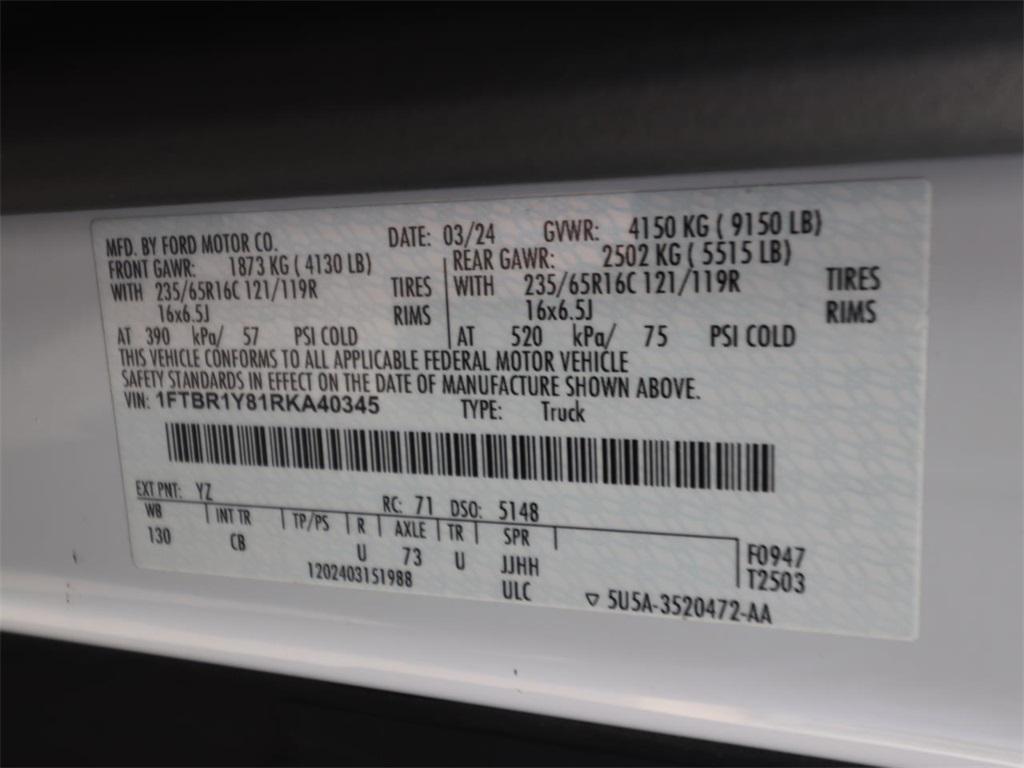 MFD. BY FORD MOTOR CO. DATE: 03/24 GVWR: 4150 KG ( 9150 LB)
FRONT GAWR: 1873 KG ( 4130 LB) REAR GAWR: 2502 KG ( 5515 LB)
WITH 235/65R16C 121/119R TIRES WITH 235/65R16C 121/119R TIRES
16x6.5J RIMS 16x6.5J RIMS
AT 390 kPa/ 57 PSI COLD AT 520 kPa/ 75 PSI COLD
THIS VEHICLE CONFORMS TO ALL APPLICABLE FEDERAL MOTOR VEHICLE
SAFETY STANDARDS IN EFFECT ON THE DATE OF MANUFACTURE SHOWN ABOVE.
VIN: 1FTBR1Y81RKA40345 TYPE: Truck
EXT PNT: YZ RC: 71 DSO: 5148
WB INT TR TP/PS R AXLE TR SPR
130 CB U 73 U JJHH F0947
1202403151988 ULC T2503
▽ 5U5A-3520472-AA